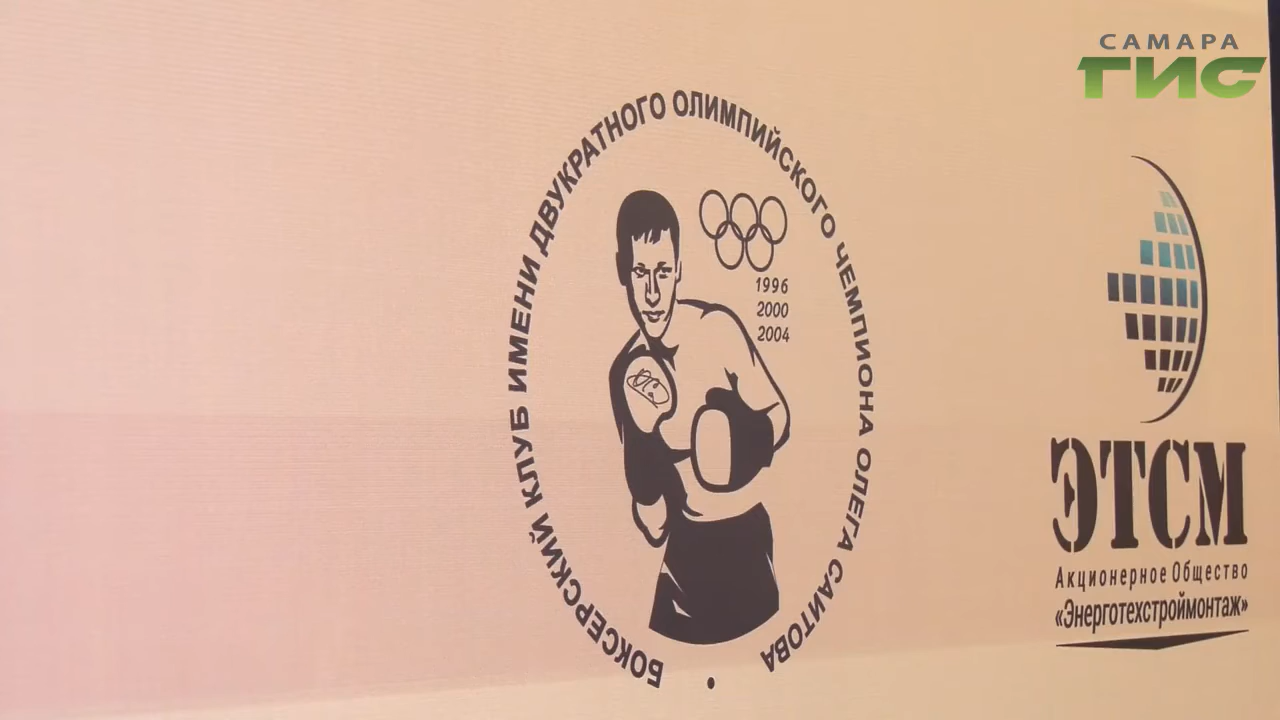 САМАРА
ГИС
БОКСЕРСКИЙ КЛУБ ИМЕНИ ДВУКРАТНОГО ОЛИМПИЙСКОГО ЧЕМПИОНА ОЛЕГА САИТОВА
1996
2000
2004
ЭТСМ
Акционерное Общество
«Энерготехстроймонтаж»